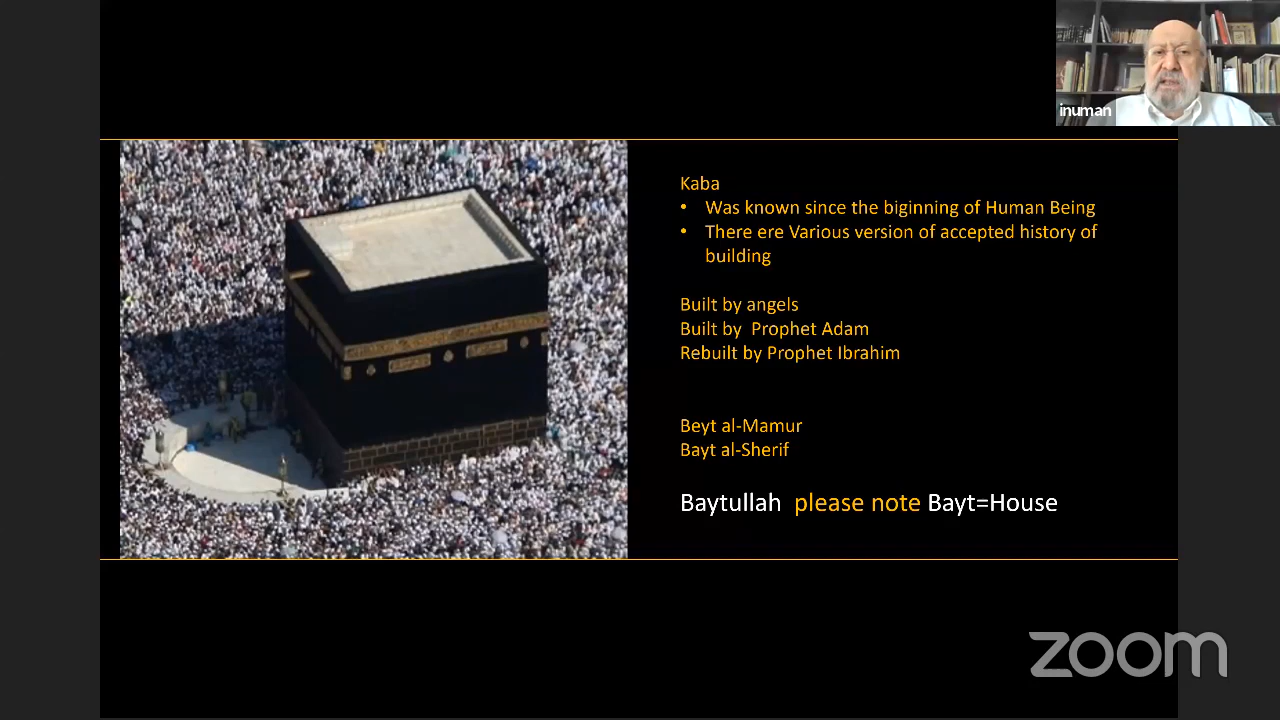 inuman
Kaba
• Was known since the biginning of Human Being
• There ere Various version of accepted history of
building
Built by angels
Built by Prophet Adam
Rebuilt by Prophet Ibrahim
Beyt al-Mamur
Bayt al-Sherif
Baytullah please note Bayt=House
zoom